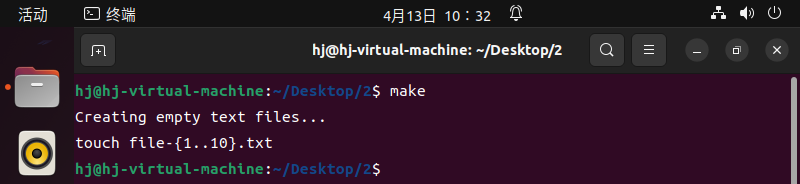 活动 终端 4月13日 10：32
hj@hj-virtual-machine: ~/Desktop/2
hj@hj-virtual-machine:~/Desktop/2$ make
Creating empty text files...
touch file-{1..10}.txt
hj@hj-virtual-machine:~/Desktop/2$